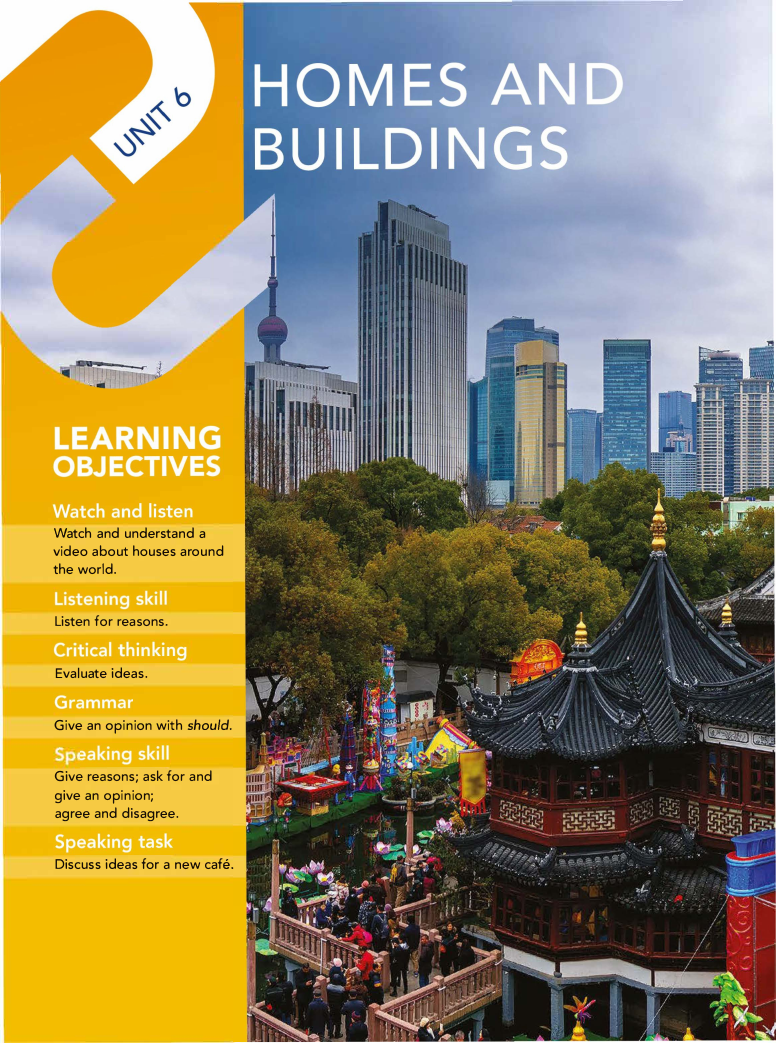 UNIT 6
HOMES AND
BUILDINGS
LEARNING
OBJECTIVES
Watch and listen
Watch and understand a
video about houses around
the world.
Listening skill
Listen for reasons.
Critical thinking
Evaluate ideas.
Grammar
Give an opinion with should.
Speaking skill
Give reasons; ask for and
give an opinion;
agree and disagree.
Speaking task
Discuss ideas for a new café.